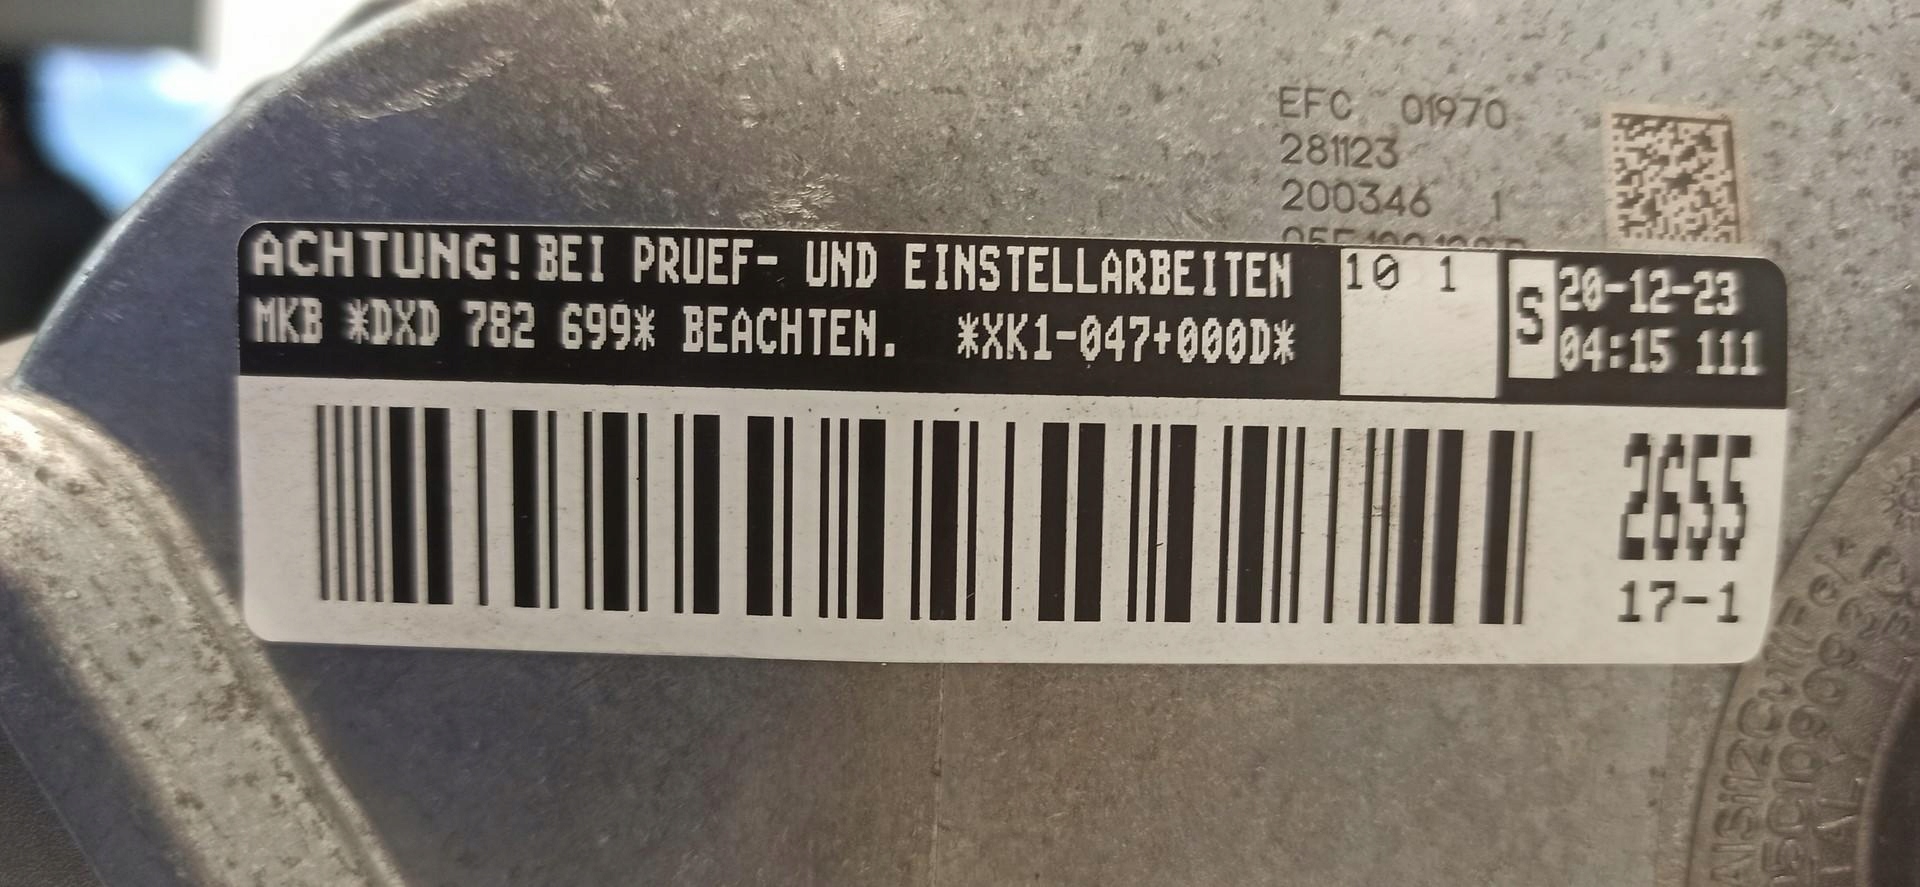 EFC 01970
281123
200346 1
ACHTUNG! BEI PRUEF- UND EINSTELLARBEITEN
MKB *DXD 782 699* BEACHTEN. *XK1-047+000D*
10 1
S
20-12-23
04:15 111
2655
17-1